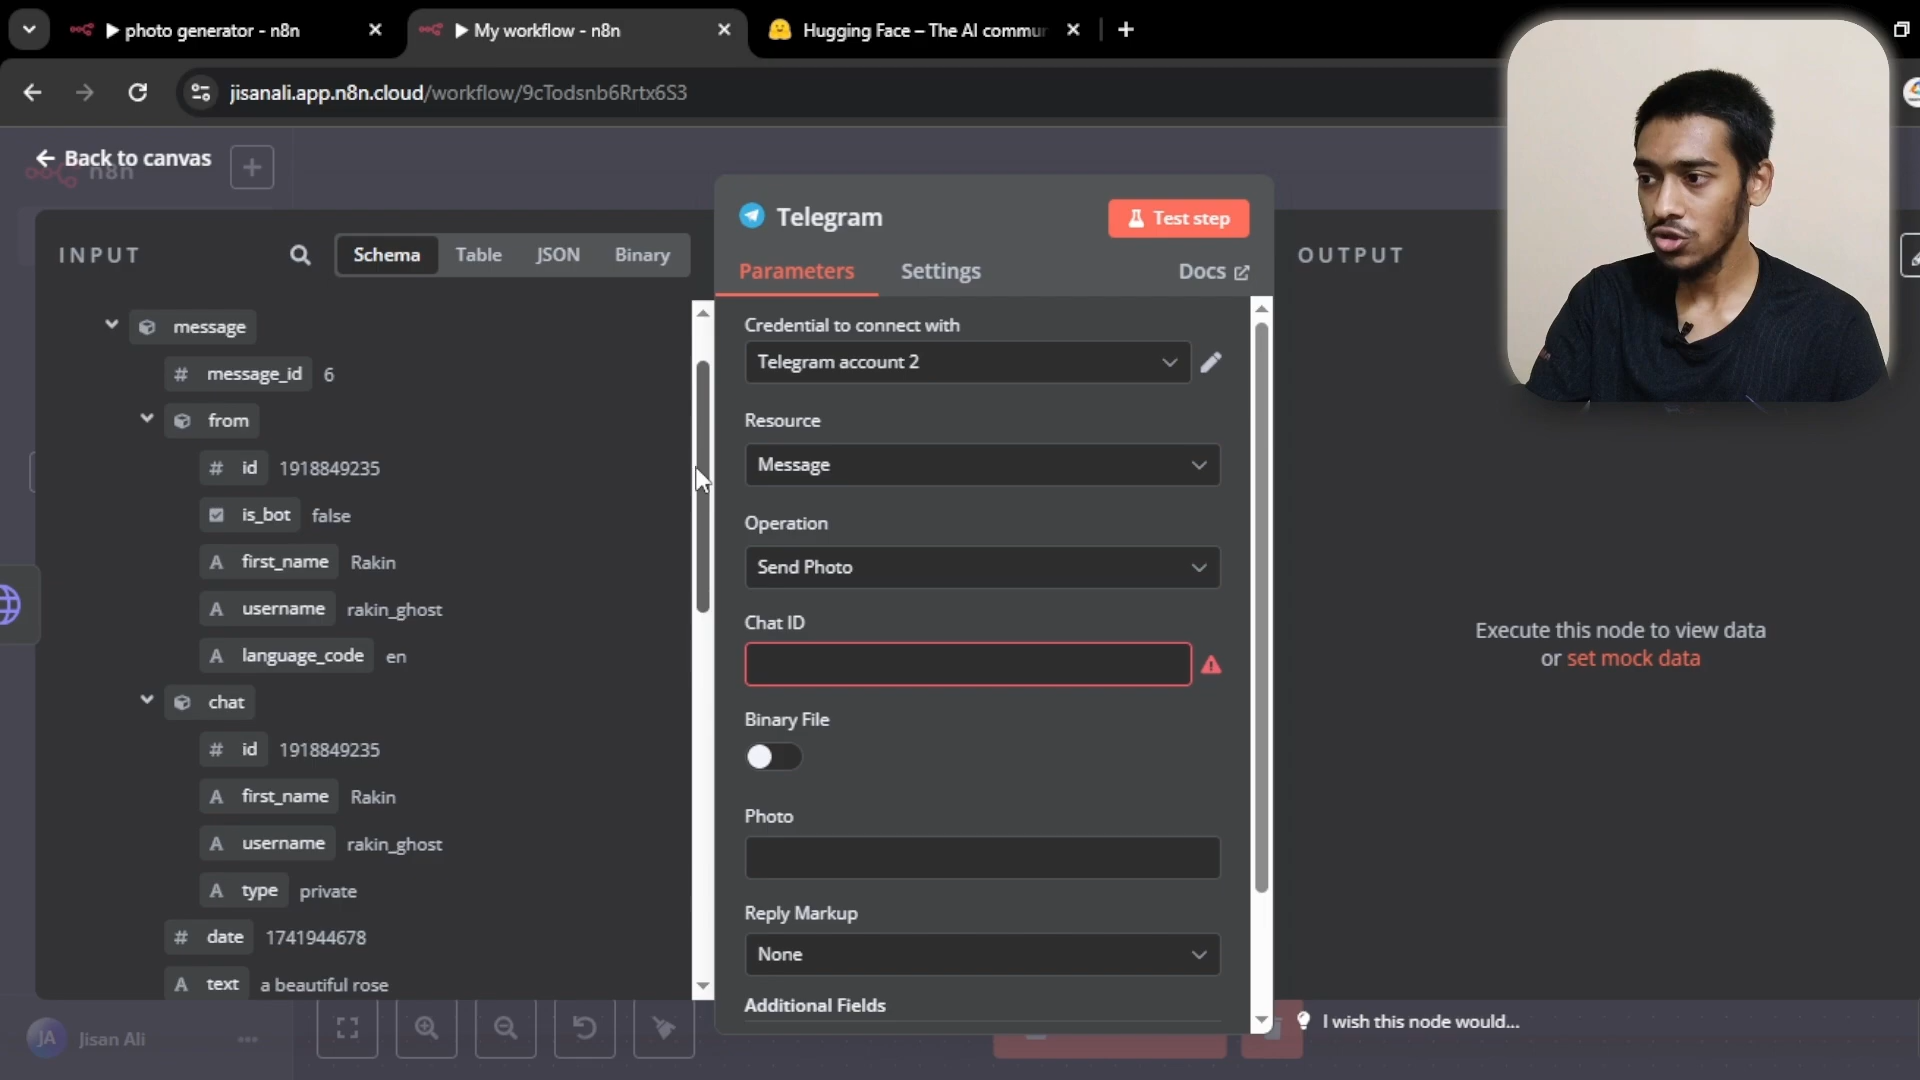 photo generator - n8n
My workflow - n8n
Hugging Face – The AI commun
jisanali.app.n8n.cloud/workflow/9cTodsnb6Rrtx6S3
Back to canvas
n8n
INPUT
Schema
Table
JSON
Binary
message
# message_id 6
from
# id 1918849235
is_bot false
A first_name Rakin
A username rakin_ghost
A language_code en
chat
# id 1918849235
A first_name Rakin
A username rakin_ghost
A type private
# date 1741944678
A text a beautiful rose
JA Jisan Ali
Telegram
Test step
Parameters
Settings
Docs
Credential to connect with
Telegram account 2
Resource
Message
Operation
Send Photo
Chat ID
Binary File
Photo
Reply Markup
None
Additional Fields
OUTPUT
Execute this node to view data
or set mock data
I wish this node would...